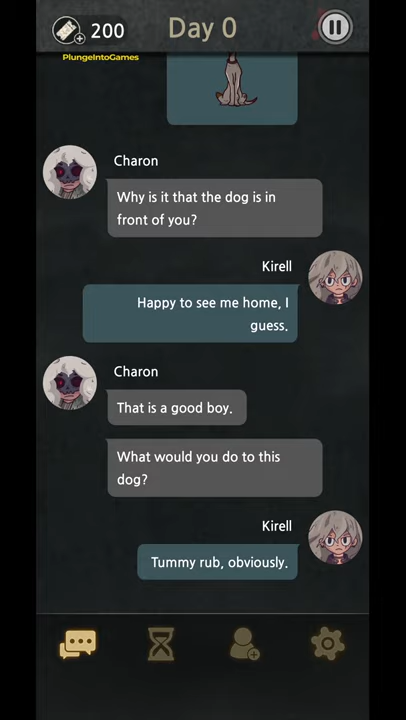 200
Day 0
PlungeIntoGames
Charon
Why is it that the dog is in
front of you?
Kirell
Happy to see me home, I
guess.
Charon
That is a good boy.
What would you do to this
dog?
Kirell
Tummy rub, obviously.